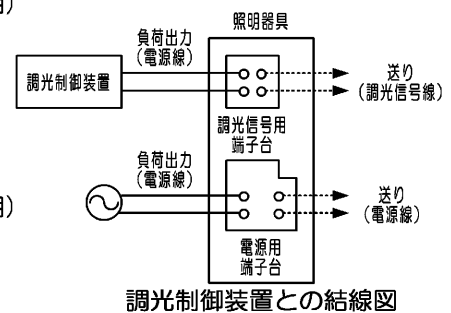 用)
照明器具
負荷出力
(電源線)
調光制御装置
送り
(調光信号線)
調光信号用
端子台
負荷出力
(電源線)
用)
送り
(電源線)
電源用
端子台
調光制御装置との結線図